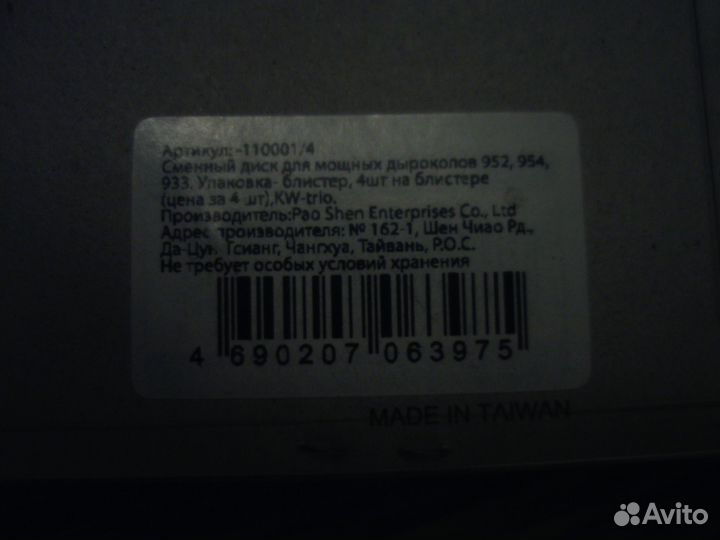 Артикул: -110001/4
Сменный диск для мощных дыроколов 952, 954,
933. Упаковка- блистер, 4шт на блистере
(цена за 4 шт),KW-trio.
Производитель:Pao Shen Enterprises Co., Ltd
Адрес производителя: № 162-1, Шен Чиао Рд.,
Да-Цун, Тсианг, Чангхуа, Тайвань, Р.О.С.
Не требует особых условий хранения
4 690207 063975
MADE IN TAIWAN
Avito